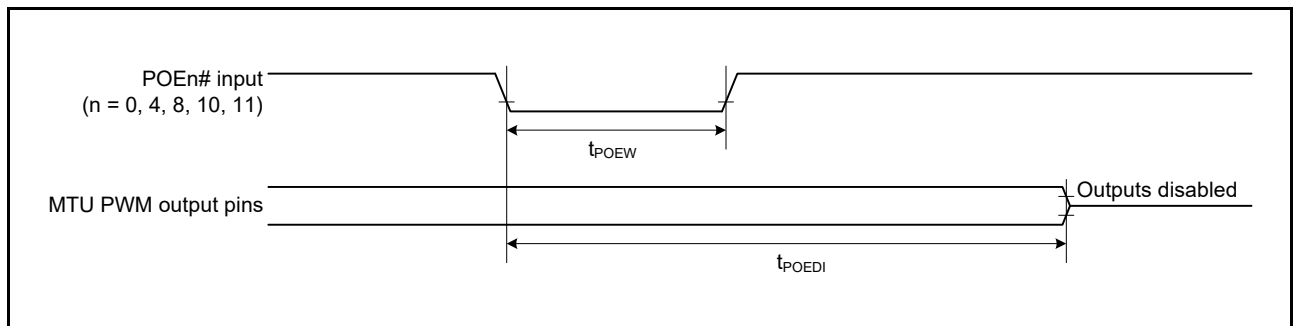 POEn# input
(n = 0, 4, 8, 10, 11)
tPOEW
MTU PWM output pins
Outputs disabled
tPOEDI